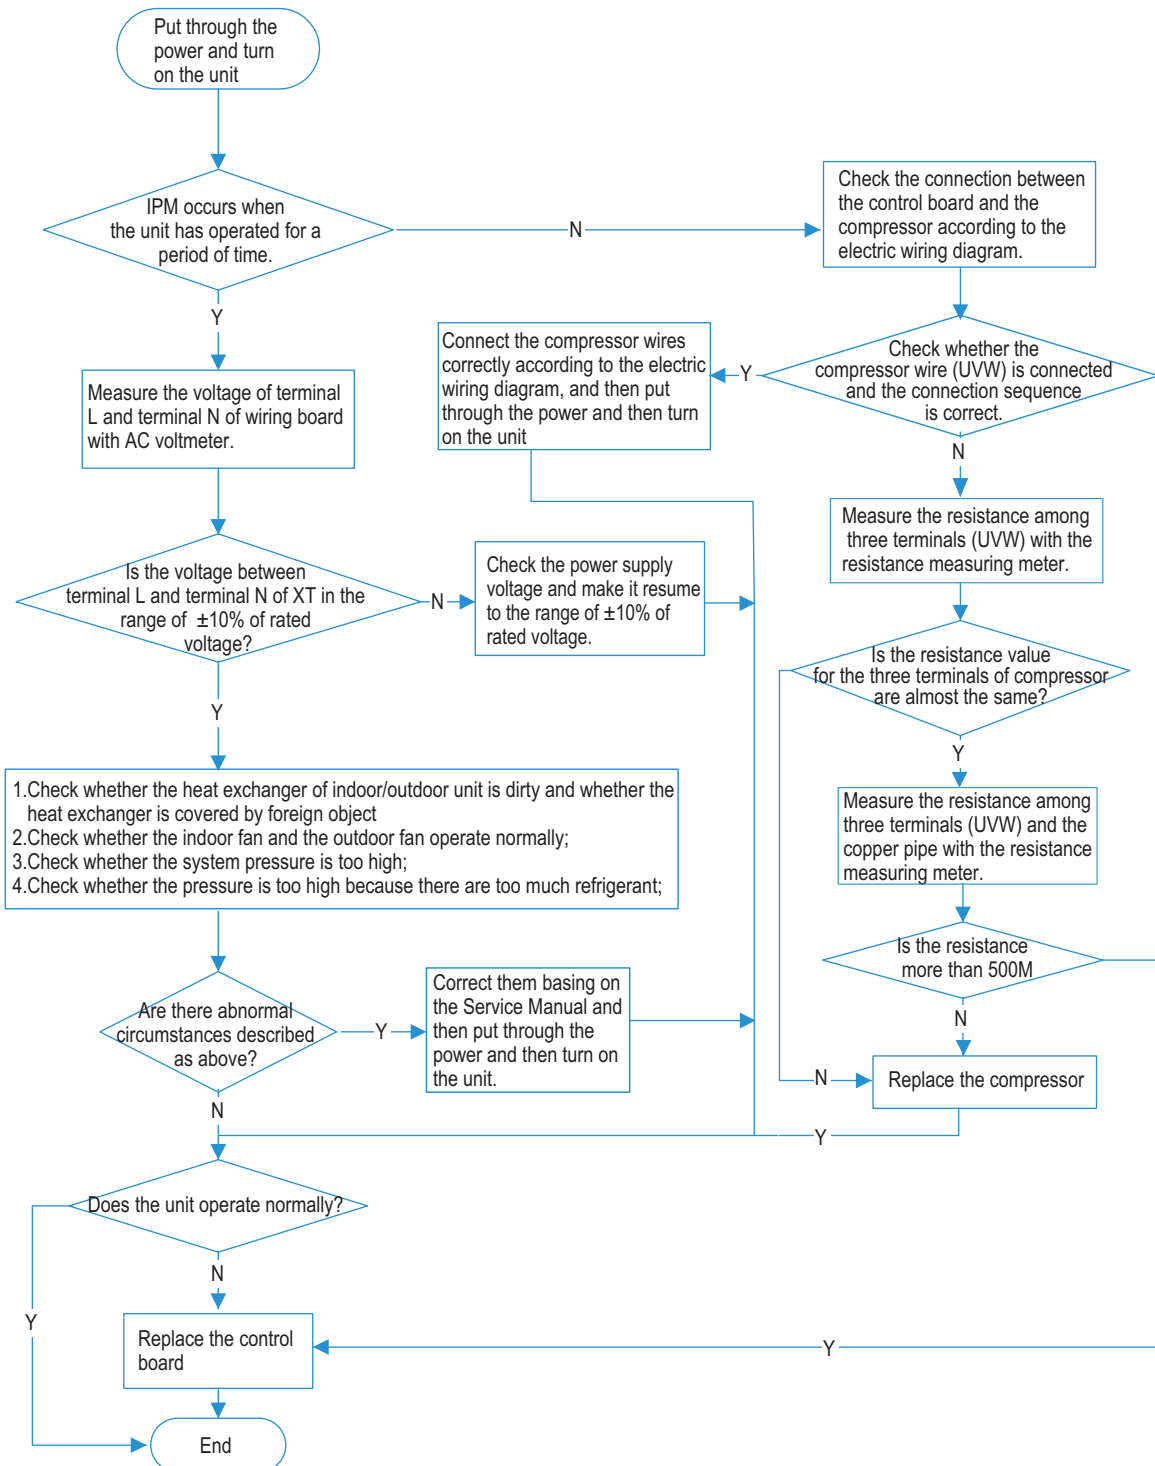 Put through the
power and turn
on the unit
IPM occurs when
the unit has operated for a
period of time.
N
Y
Check the connection between
the control board and the
compressor according to the
electric wiring diagram.
Measure the voltage of terminal
L and terminal N of wiring board
with AC voltmeter.
Connect the compressor wires
correctly according to the electric
wiring diagram, and then put
through the power and then turn
on the unit
Y
Check whether the
compressor wire (UVW) is connected
and the connection sequence
is correct.
N
Measure the resistance among
three terminals (UVW) with the
resistance measuring meter.
Is the voltage between
terminal L and terminal N of XT in the
range of ±10% of rated
voltage?
N
Check the power supply
voltage and make it resume
to the range of ±10% of
rated voltage.
Y
Is the resistance value
for the three terminals of compressor
are almost the same?
Y
1.Check whether the heat exchanger of indoor/outdoor unit is dirty and whether the
heat exchanger is covered by foreign object
2.Check whether the indoor fan and the outdoor fan operate normally;
3.Check whether the system pressure is too high;
4.Check whether the pressure is too high because there are too much refrigerant;
Measure the resistance among
three terminals (UVW) and the
copper pipe with the resistance
measuring meter.
Is the resistance
more than 500M
N
Are there abnormal
circumstances described
as above?
Y
Correct them basing on
the Service Manual and
then put through the
power and then turn on
the unit.
N
Replace the compressor
N
Y
Does the unit operate normally?
N
Y
Replace the control
board
Y
End